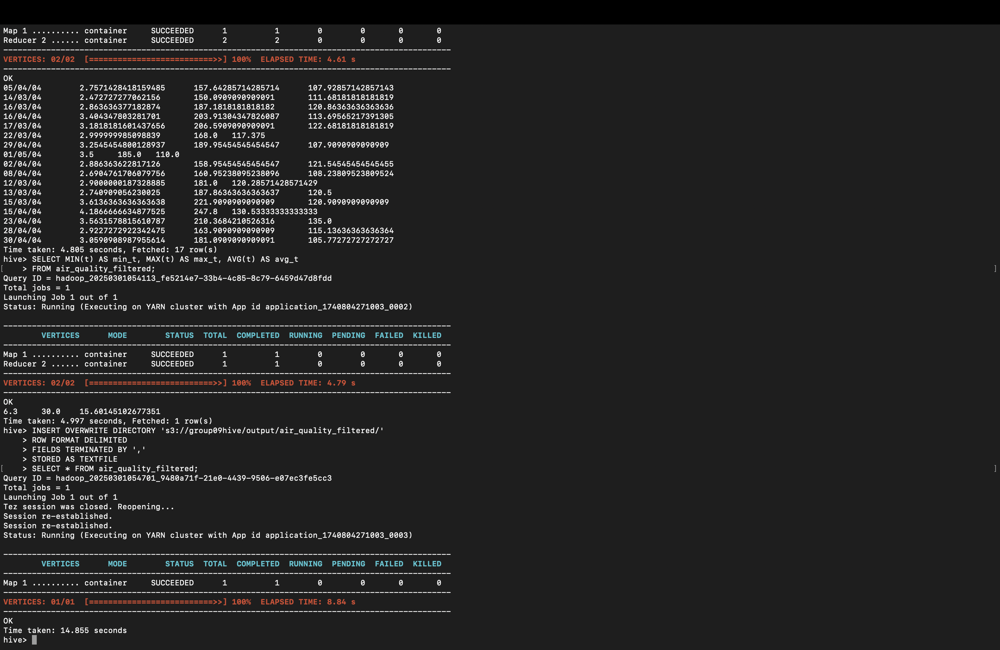 Map 1 .......... container     SUCCEEDED      1          1        0        0       0       0
Reducer 2 ...... container     SUCCEEDED      2          2        0        0       0       0
----------------------------------------------------------------------------------------------
VERTICES: 02/02  [==========================>>] 100%  ELAPSED TIME: 4.61 s
----------------------------------------------------------------------------------------------
OK
05/04/04        2.7571428418159485      157.64285714285714      107.92857142857143
14/03/04        2.472727277062156       150.0909090909091       111.68181818181819
16/03/04        2.863636377182874       187.1818181818182       120.86363636363636
16/04/04        3.404347803281701       203.91304347826087      113.69565217391305
17/03/04        3.1818181601437656      206.5909090909091       122.68181818181819
22/03/04        2.999999985098839       168.0   117.375
29/04/04        3.2545454800128937      189.95454545454547      107.9090909090909
01/05/04        3.5     185.0   110.0
02/04/04        2.886363622817126       158.95454545454547      121.54545454545455
08/04/04        2.6904761706079756      160.95238095238096      108.23809523809524
12/03/04        2.9000000187328885      181.0   120.28571428571429
13/03/04        2.740909056230025       187.86363636363637      120.5
15/03/04        3.6136363636363638      221.9090909090909       120.9090909090909
15/04/04        4.1866666634877525      247.8   130.53333333333333
23/04/04        3.5631578815610787      210.3684210526316       135.0
28/04/04        2.9227272922342475      163.9090909090909       115.13636363636364
30/04/04        3.0590908987955614      181.0909090909091       105.77272727272727
Time taken: 4.805 seconds, Fetched: 17 row(s)
hive> SELECT MIN(t) AS min_t, MAX(t) AS max_t, AVG(t) AS avg_t
[    > FROM air_quality_filtered; ]
Query ID = hadoop_20250301054113_fe5214e7-33b4-4c85-8c79-6459d47d8fdd
Total jobs = 1
Launching Job 1 out of 1
Status: Running (Executing on YARN cluster with App id application_1740804271003_0002)
----------------------------------------------------------------------------------------------
        VERTICES      MODE        STATUS  TOTAL  COMPLETED  RUNNING  PENDING  FAILED  KILLED
----------------------------------------------------------------------------------------------
Map 1 .......... container     SUCCEEDED      1          1        0        0       0       0
Reducer 2 ...... container     SUCCEEDED      1          1        0        0       0       0
----------------------------------------------------------------------------------------------
VERTICES: 02/02  [==========================>>] 100%  ELAPSED TIME: 4.79 s
----------------------------------------------------------------------------------------------
OK
6.3     30.0    15.60145102677351
Time taken: 4.997 seconds, Fetched: 1 row(s)
hive> INSERT OVERWRITE DIRECTORY 's3://group09hive/output/air_quality_filtered/'
    > ROW FORMAT DELIMITED
    > FIELDS TERMINATED BY ','
    > STORED AS TEXTFILE
[    > SELECT * FROM air_quality_filtered; ]
Query ID = hadoop_20250301054701_9480a71f-21e0-4439-9506-e07ec3fe5cc3
Total jobs = 1
Launching Job 1 out of 1
Tez session was closed. Reopening...
Session re-established.
Session re-established.
Status: Running (Executing on YARN cluster with App id application_1740804271003_0003)
----------------------------------------------------------------------------------------------
        VERTICES      MODE        STATUS  TOTAL  COMPLETED  RUNNING  PENDING  FAILED  KILLED
----------------------------------------------------------------------------------------------
Map 1 .......... container     SUCCEEDED      1          1        0        0       0       0
----------------------------------------------------------------------------------------------
VERTICES: 01/01  [==========================>>] 100%  ELAPSED TIME: 8.84 s
----------------------------------------------------------------------------------------------
OK
Time taken: 14.855 seconds
hive>